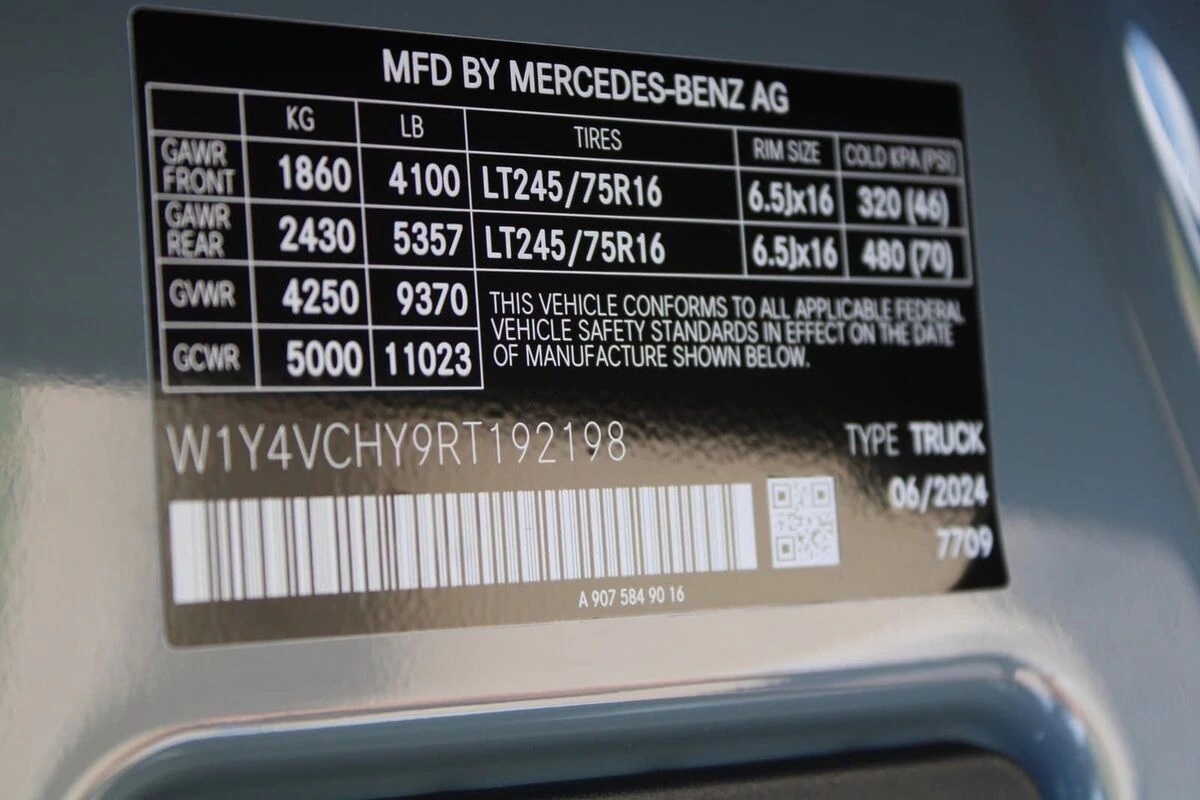 MFD BY MERCEDES-BENZ AG
KG LB TIRES RIM SIZE COLD KPA (PSI)
GAWR FRONT 1860 4100 LT245/75R16 6.5Jx16 320 (46)
GAWR REAR 2430 5357 LT245/75R16 6.5Jx16 480 (70)
GVWR 4250 9370
GCWR 5000 11023
THIS VEHICLE CONFORMS TO ALL APPLICABLE FEDERAL
VEHICLE SAFETY STANDARDS IN EFFECT ON THE DATE
OF MANUFACTURE SHOWN BELOW.
W1Y4VCHY9RT192198
TYPE TRUCK
06/2024
7709
A 907 584 90 16